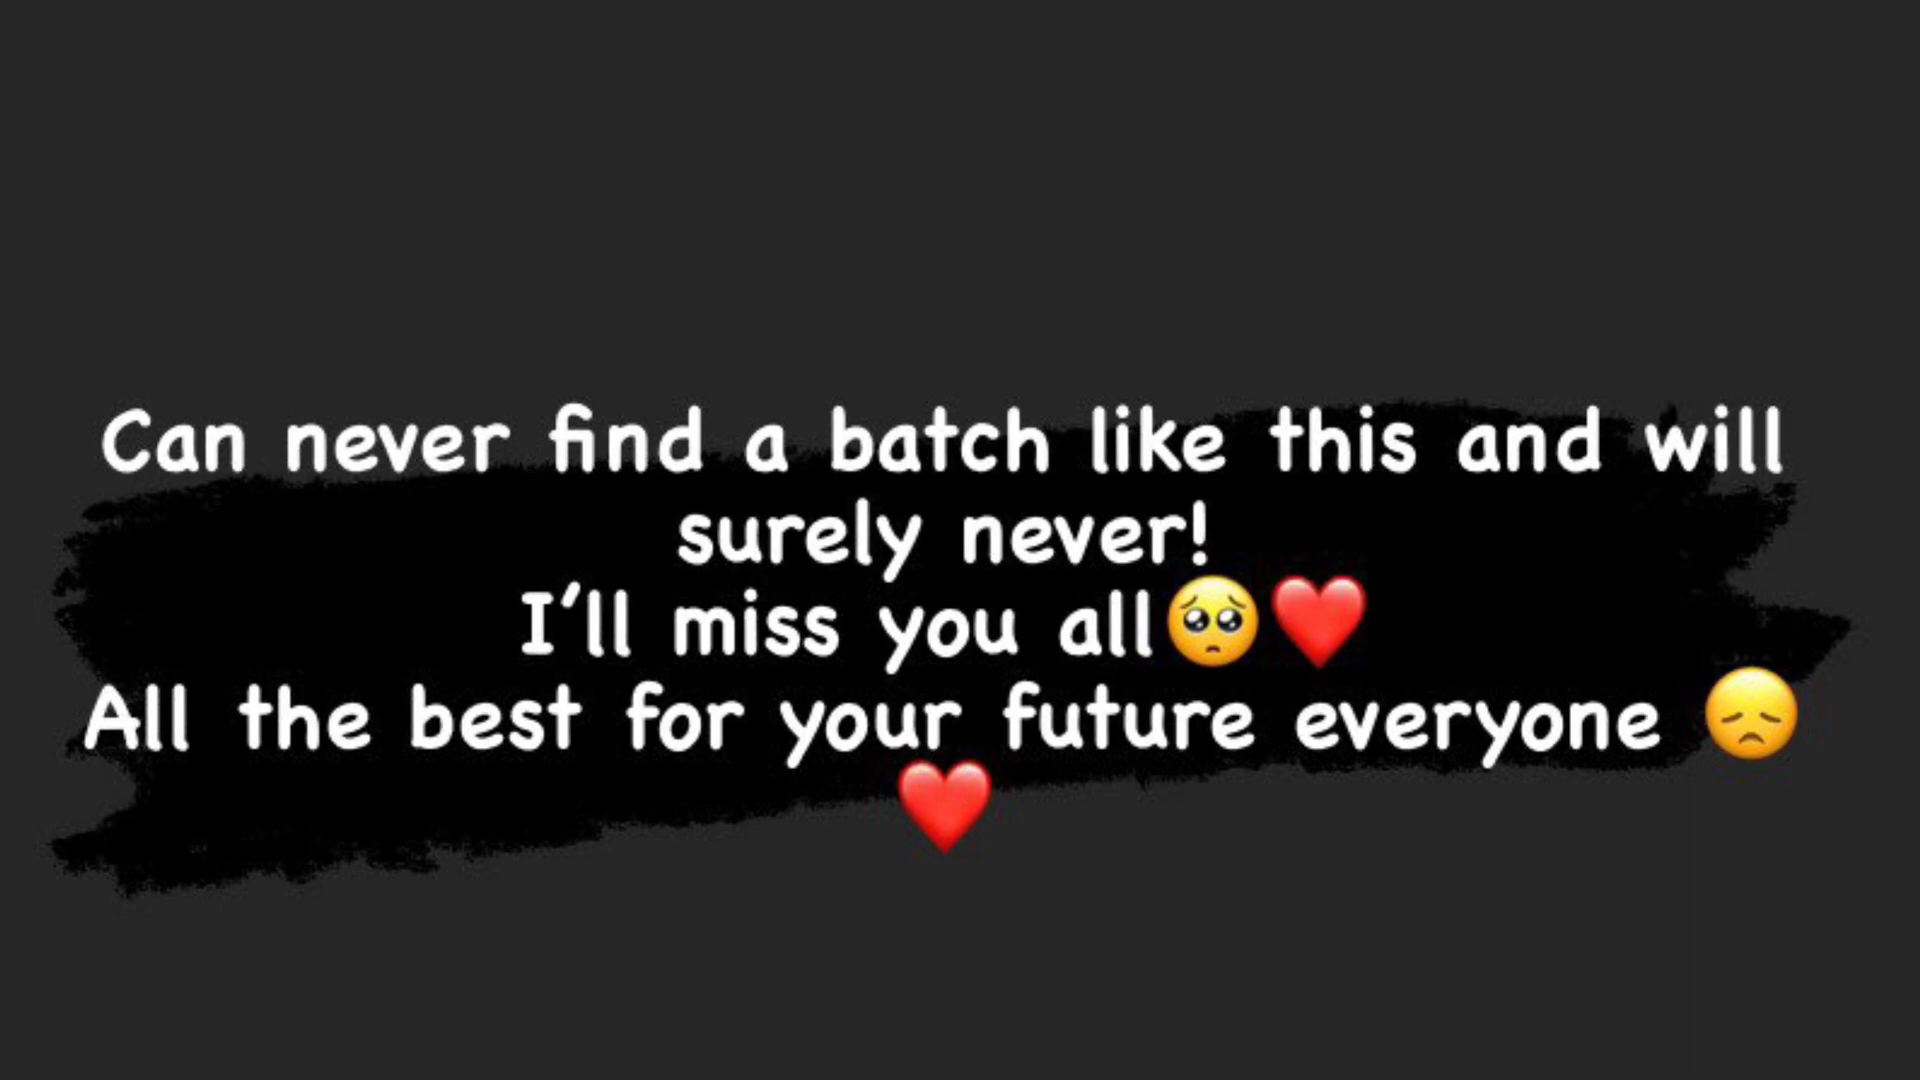 Can never find a batch like this and will
surely never!
I’ll miss you all🥺❤️
All the best for your future everyone 😞
❤️